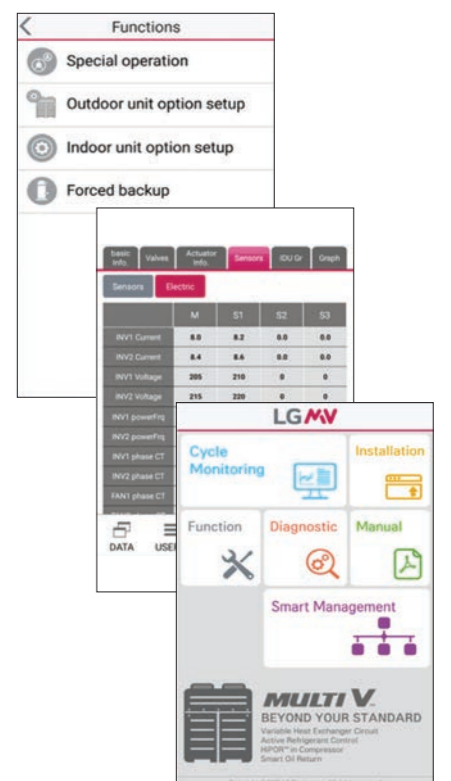 Functions
Special operation
Outdoor unit option setup
Indoor unit option setup
Forced backup
basic Info. Valves Actuator Info. Sensors IDU Gr Graph
Sensors Electric
M S1 S2 S3
INV1 Current 8.0 8.2 0.0 0.0
INV2 Current 8.4 8.6 0.0 0.0
INV1 Voltage 205 210 0 0
INV2 Voltage 215 220 0 0
INV1 powerFrq
INV2 powerFrq
INV1 phase CT
INV2 phase CT
FAN1 phase CT
DATA USE
LGMV
Cycle Monitoring
Installation
Function
Diagnostic
Manual
Smart Management
MULTI V
BEYOND YOUR STANDARD
Variable Heat Exchanger Circuit
Active Refrigerant Control
HiPOR™ in Compressor
Smart Oil Return